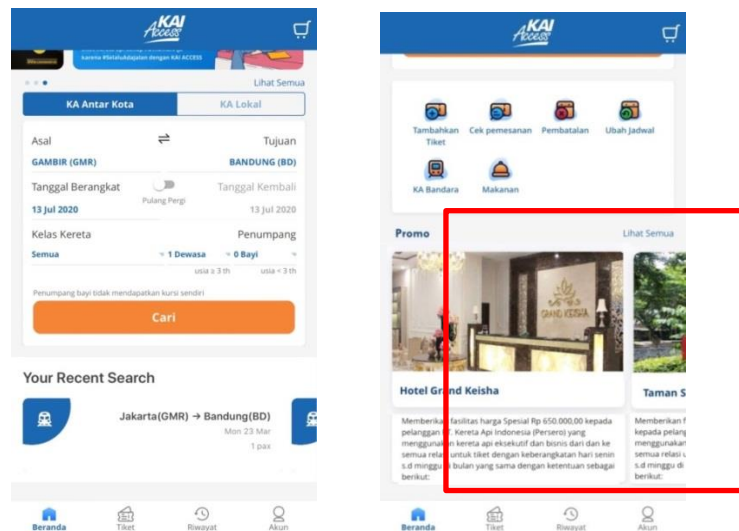 KAI
Access
karena #SelaluAdaJalan dengan KAI ACCESS
Lihat Semua
KA Antar Kota
KA Lokal
Asal
Tujuan
GAMBIR (GMR)
BANDUNG (BD)
Tanggal Berangkat
Tanggal Kembali
Pulang Pergi
13 Jul 2020
13 Jul 2020
Kelas Kereta
Penumpang
Semua
1 Dewasa
0 Bayi
usia ≥ 3 th
usia < 3 th
Penumpang bayi tidak mendapatkan kursi sendiri
Cari
Your Recent Search
Jakarta(GMR) → Bandung(BD)
Mon 23 Mar
1 pax
Beranda
Tiket
Riwayat
Akun
KAI
Access
Tambahkan Tiket
Cek pemesanan
Pembatalan
Ubah Jadwal
KA Bandara
Makanan
Promo
Lihat Semua
GRAND KEISHA
Hotel Grand Keisha
Taman S
Memberikan fasilitas harga Spesial Rp 650.000,00 kepada
pelanggan PT. Kereta Api Indonesia (Persero) yang
menggunakan kereta api eksekutif dan bisnis dari dan ke
semua relasi untuk tiket dengan keberangkatan hari senin
s.d minggu di bulan yang sama dengan ketentuan sebagai
berikut:
Memberikan f
kepada pelang
menggunakan
semua relasi u
s.d minggu di
berikut:
Beranda
Tiket
Riwayat
Akun